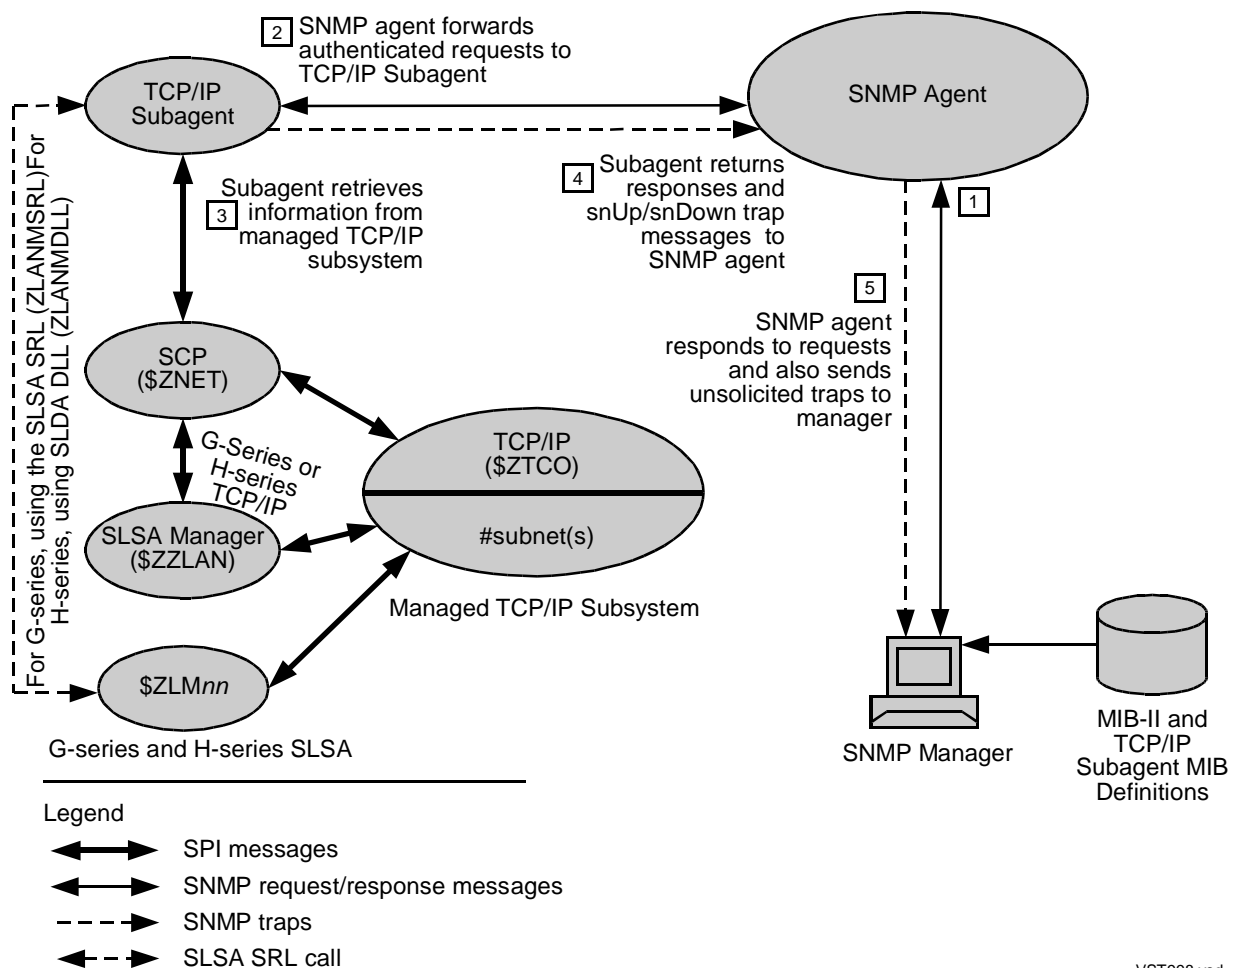 2
SNMP agent forwards
authenticated requests to
TCP/IP Subagent
TCP/IP
Subagent
SNMP Agent
Subagent retrieves
3
information from
managed TCP/IP
subsystem
4
Subagent returns
responses and
snUp/snDown trap
messages to
SNMP agent
1
5
SNMP agent
responds to requests
and also sends
unsolicited traps to
manager
For G-series, using the SLSA SRL (ZLANMSRL)For
H-series, using SLDA DLL (ZLANMDLL)
SCP
($ZNET)
G-Series or
H-series
TCP/IP
TCP/IP
($ZTCO)
#subnet(s)
SLSA Manager
($ZZLAN)
Managed TCP/IP Subsystem
$ZLMnn
G-series and H-series SLSA
SNMP Manager
MIB-II and
TCP/IP
Subagent MIB
Definitions
Legend
SPI messages
SNMP request/response messages
SNMP traps
SLSA SRL call